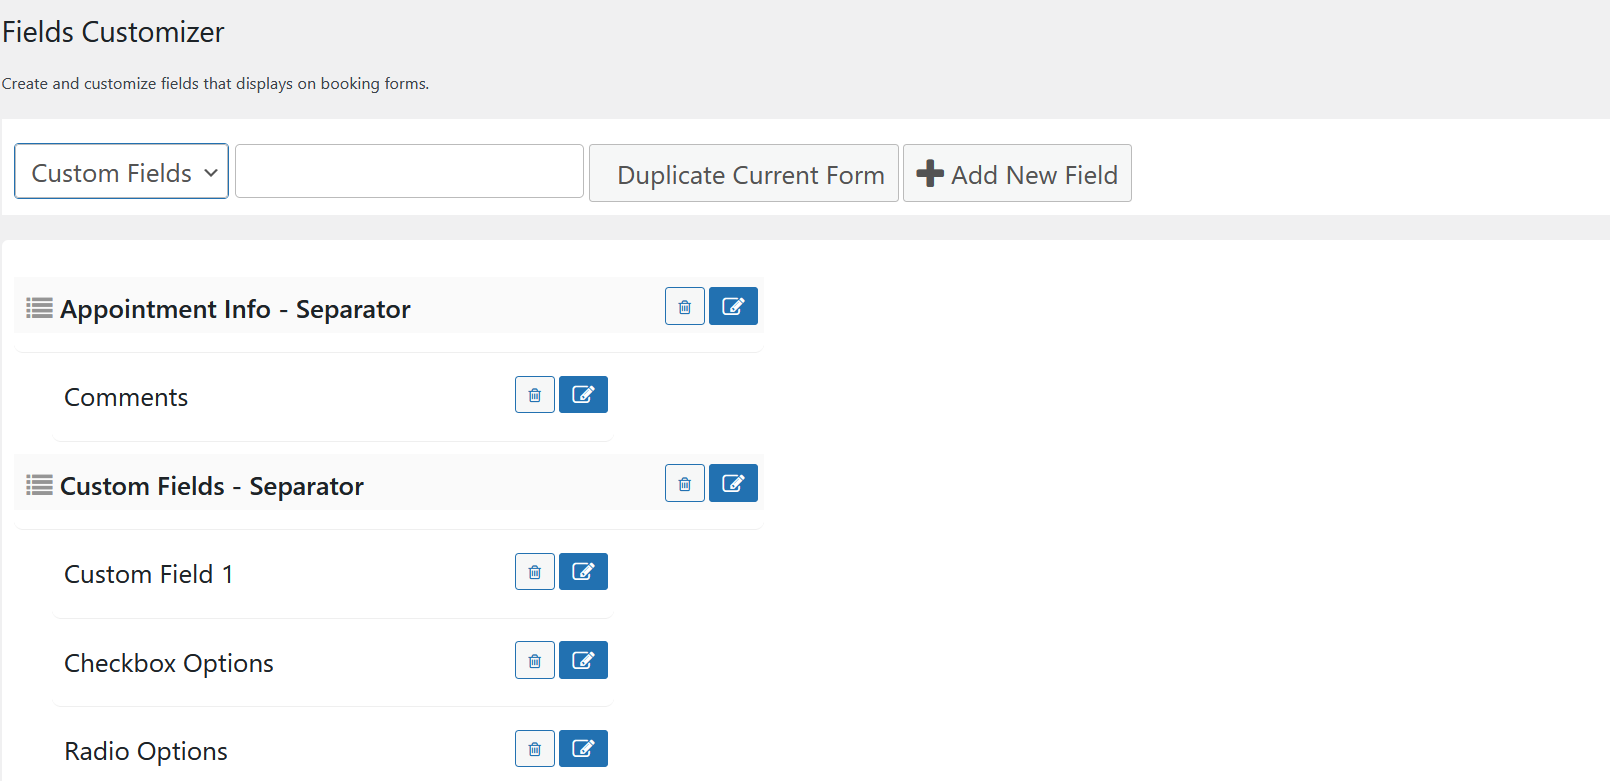 Fields Customizer
Create and customize fields that displays on booking forms.
Custom Fields
Duplicate Current Form
Add New Field
Appointment Info - Separator
Comments
Custom Fields - Separator
Custom Field 1
Checkbox Options
Radio Options